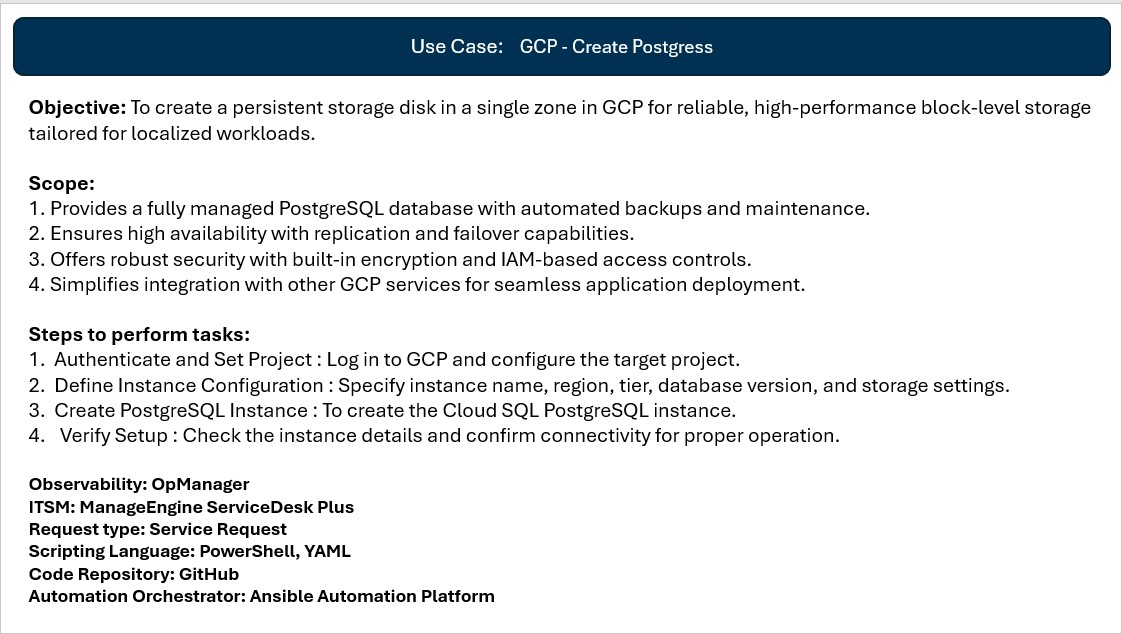 Use Case: GCP - Create Postgress
Objective: To create a persistent storage disk in a single zone in GCP for reliable, high-performance block-level storage
tailored for localized workloads.
Scope:
1. Provides a fully managed PostgreSQL database with automated backups and maintenance.
2. Ensures high availability with replication and failover capabilities.
3. Offers robust security with built-in encryption and IAM-based access controls.
4. Simplifies integration with other GCP services for seamless application deployment.
Steps to perform tasks:
1. Authenticate and Set Project : Log in to GCP and configure the target project.
2. Define Instance Configuration : Specify instance name, region, tier, database version, and storage settings.
3. Create PostgreSQL Instance : To create the Cloud SQL PostgreSQL instance.
4. Verify Setup : Check the instance details and confirm connectivity for proper operation.
Observability: OpManager
ITSM: ManageEngine ServiceDesk Plus
Request type: Service Request
Scripting Language: PowerShell, YAML
Code Repository: GitHub
Automation Orchestrator: Ansible Automation Platform